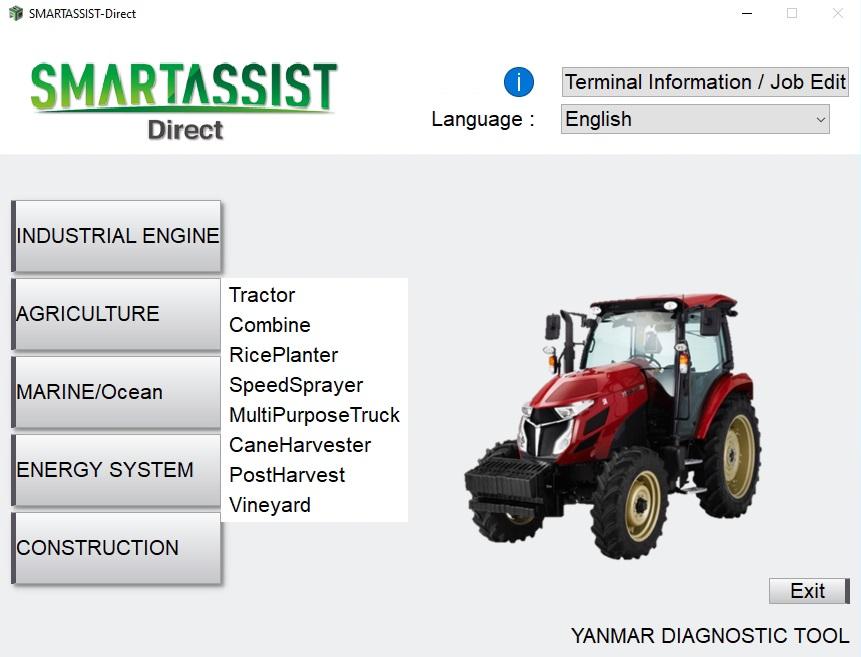 SMARTASSIST-Direct
SMARTASSIST
Direct
i
Terminal Information / Job Edit
Language :
English
INDUSTRIAL ENGINE
AGRICULTURE
MARINE/Ocean
ENERGY SYSTEM
CONSTRUCTION
Tractor
Combine
RicePlanter
SpeedSprayer
MultiPurposeTruck
CaneHarvester
PostHarvest
Vineyard
Exit
YANMAR DIAGNOSTIC TOOL